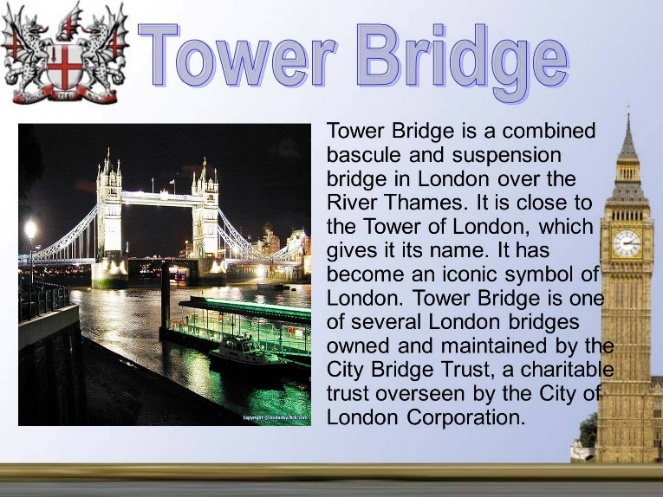 Tower Bridge
Tower Bridge is a combined
bascule and suspension
bridge in London over the
River Thames. It is close to
the Tower of London, which
gives it its name. It has
become an iconic symbol of
London. Tower Bridge is one
of several London bridges
owned and maintained by the
City Bridge Trust, a charitable
trust overseen by the City of
London Corporation.